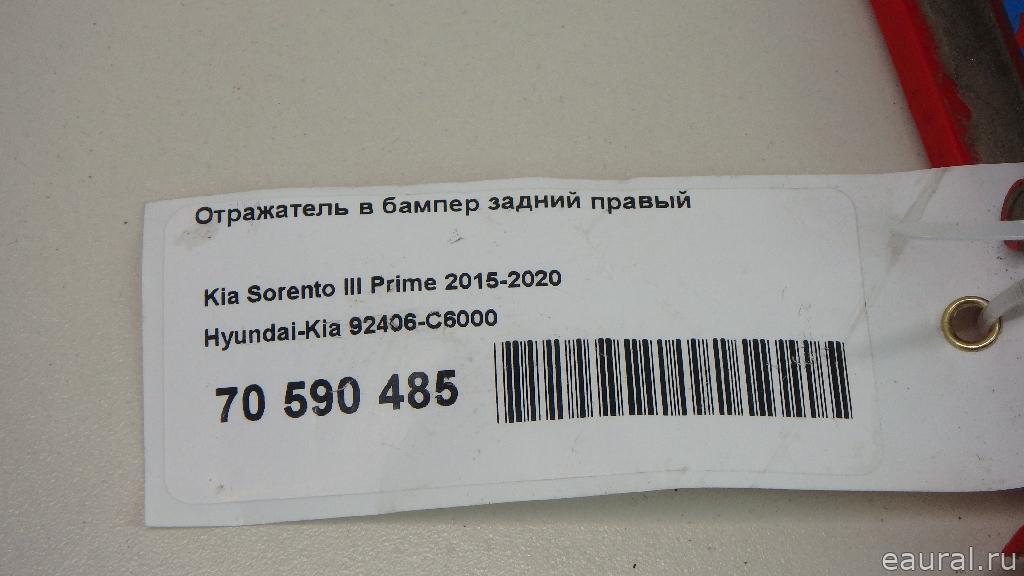 Отражатель в бампер задний правый
Kia Sorento III Prime 2015-2020
Hyundai-Kia 92406-C6000
70 590 485
eaural.ru